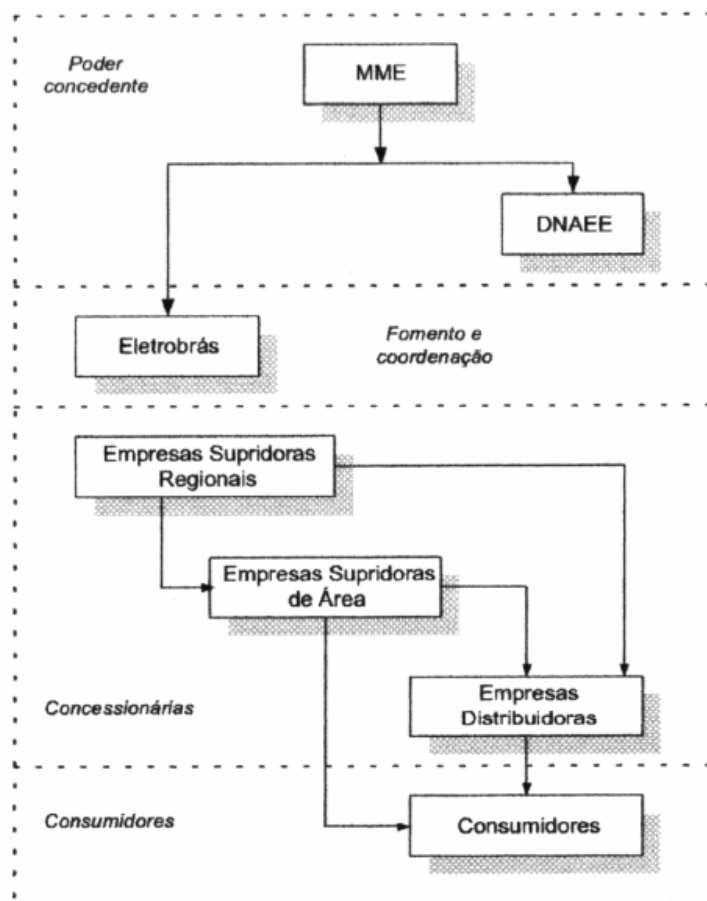 Poder
concedente
MME
DNAEE
Eletrobrás
Fomento e
coordenação
Empresas Supridoras
Regionais
Empresas Supridoras
de Área
Concessionárias
Empresas
Distribuidoras
Consumidores
Consumidores